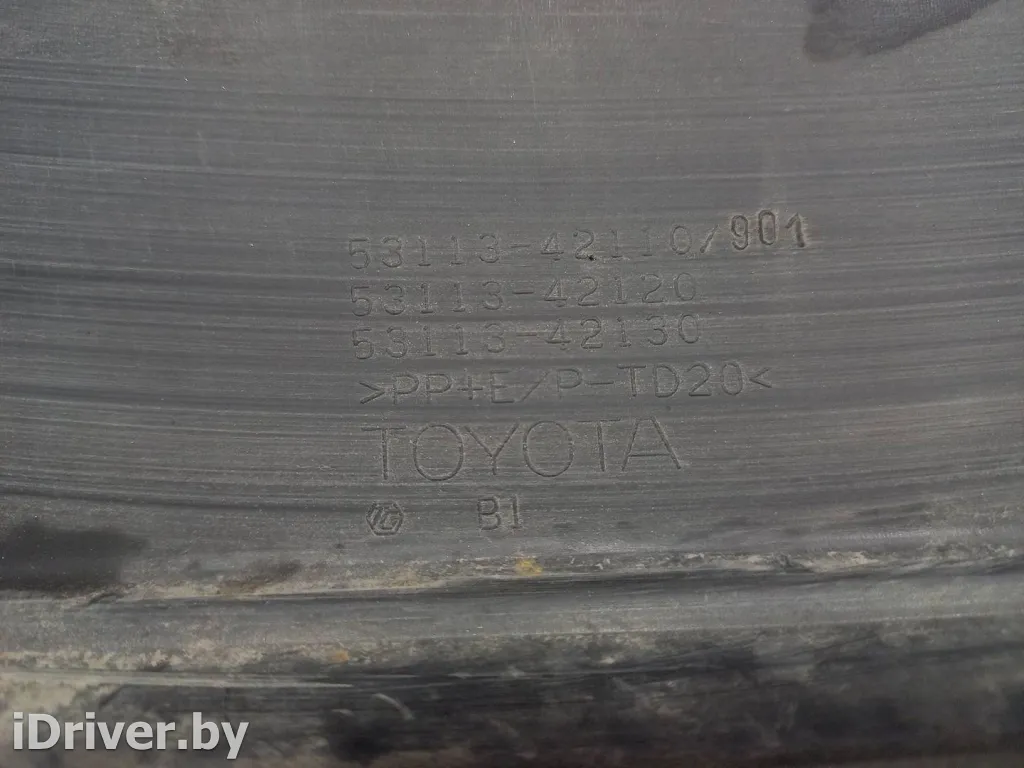 53113-42110/901
53113-42120
53113-42130
>PP+E/P-TD20<
TOYOTA
B1
iDriver.by